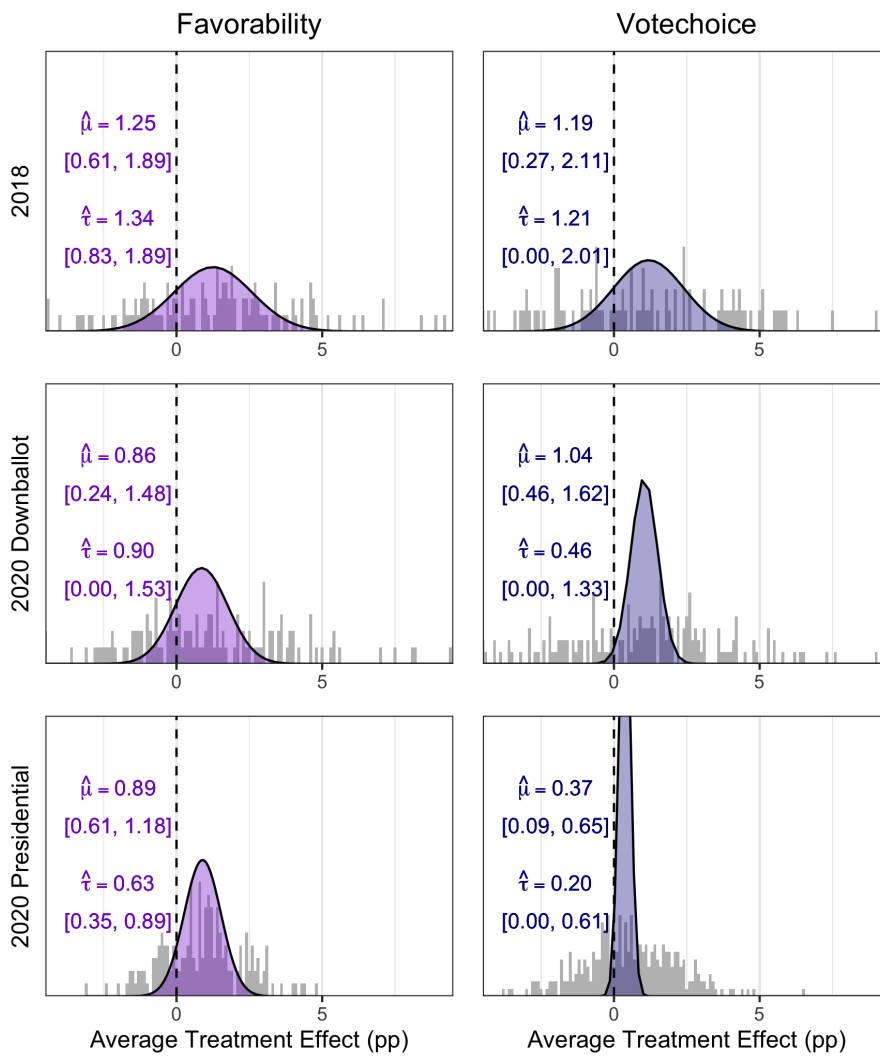 Favorability
Votechoice
2018
μ̂ = 1.25
[0.61, 1.89]
τ̂ = 1.34
[0.83, 1.89]
0
5
μ̂ = 1.19
[0.27, 2.11]
τ̂ = 1.21
[0.00, 2.01]
0
5
2020 Downballot
μ̂ = 0.86
[0.24, 1.48]
τ̂ = 0.90
[0.00, 1.53]
0
5
μ̂ = 1.04
[0.46, 1.62]
τ̂ = 0.46
[0.00, 1.33]
0
5
2020 Presidential
μ̂ = 0.89
[0.61, 1.18]
τ̂ = 0.63
[0.35, 0.89]
0
5
Average Treatment Effect (pp)
μ̂ = 0.37
[0.09, 0.65]
τ̂ = 0.20
[0.00, 0.61]
0
5
Average Treatment Effect (pp)